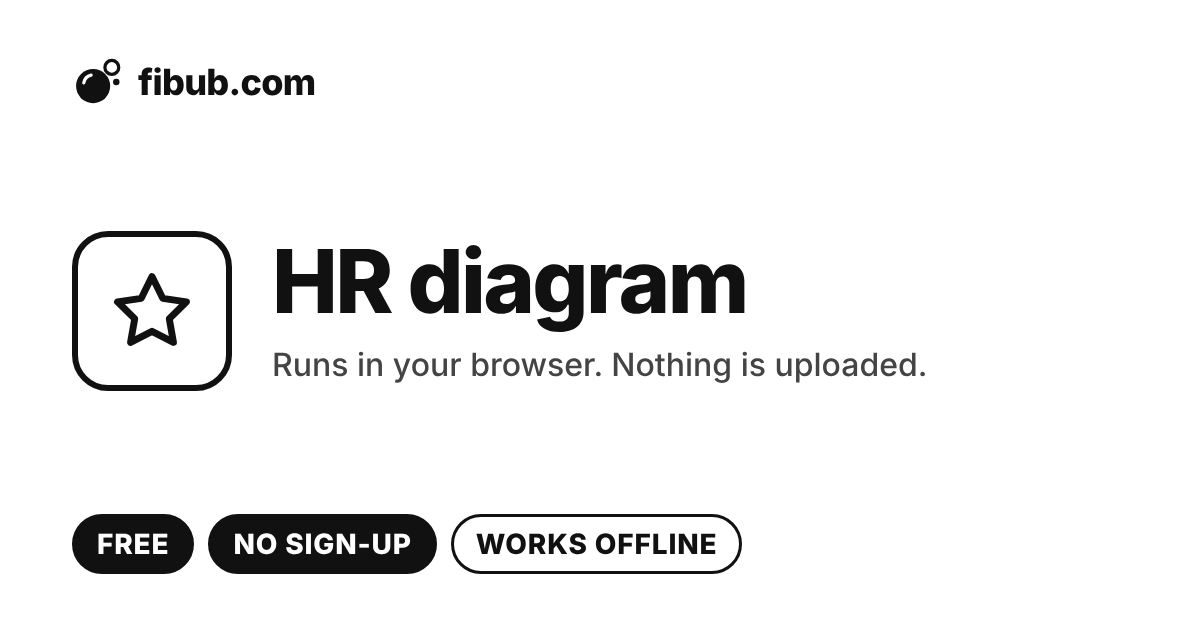 fibub.com
HR diagram
Runs in your browser. Nothing is uploaded.
FREE NO SIGN-UP WORKS OFFLINE